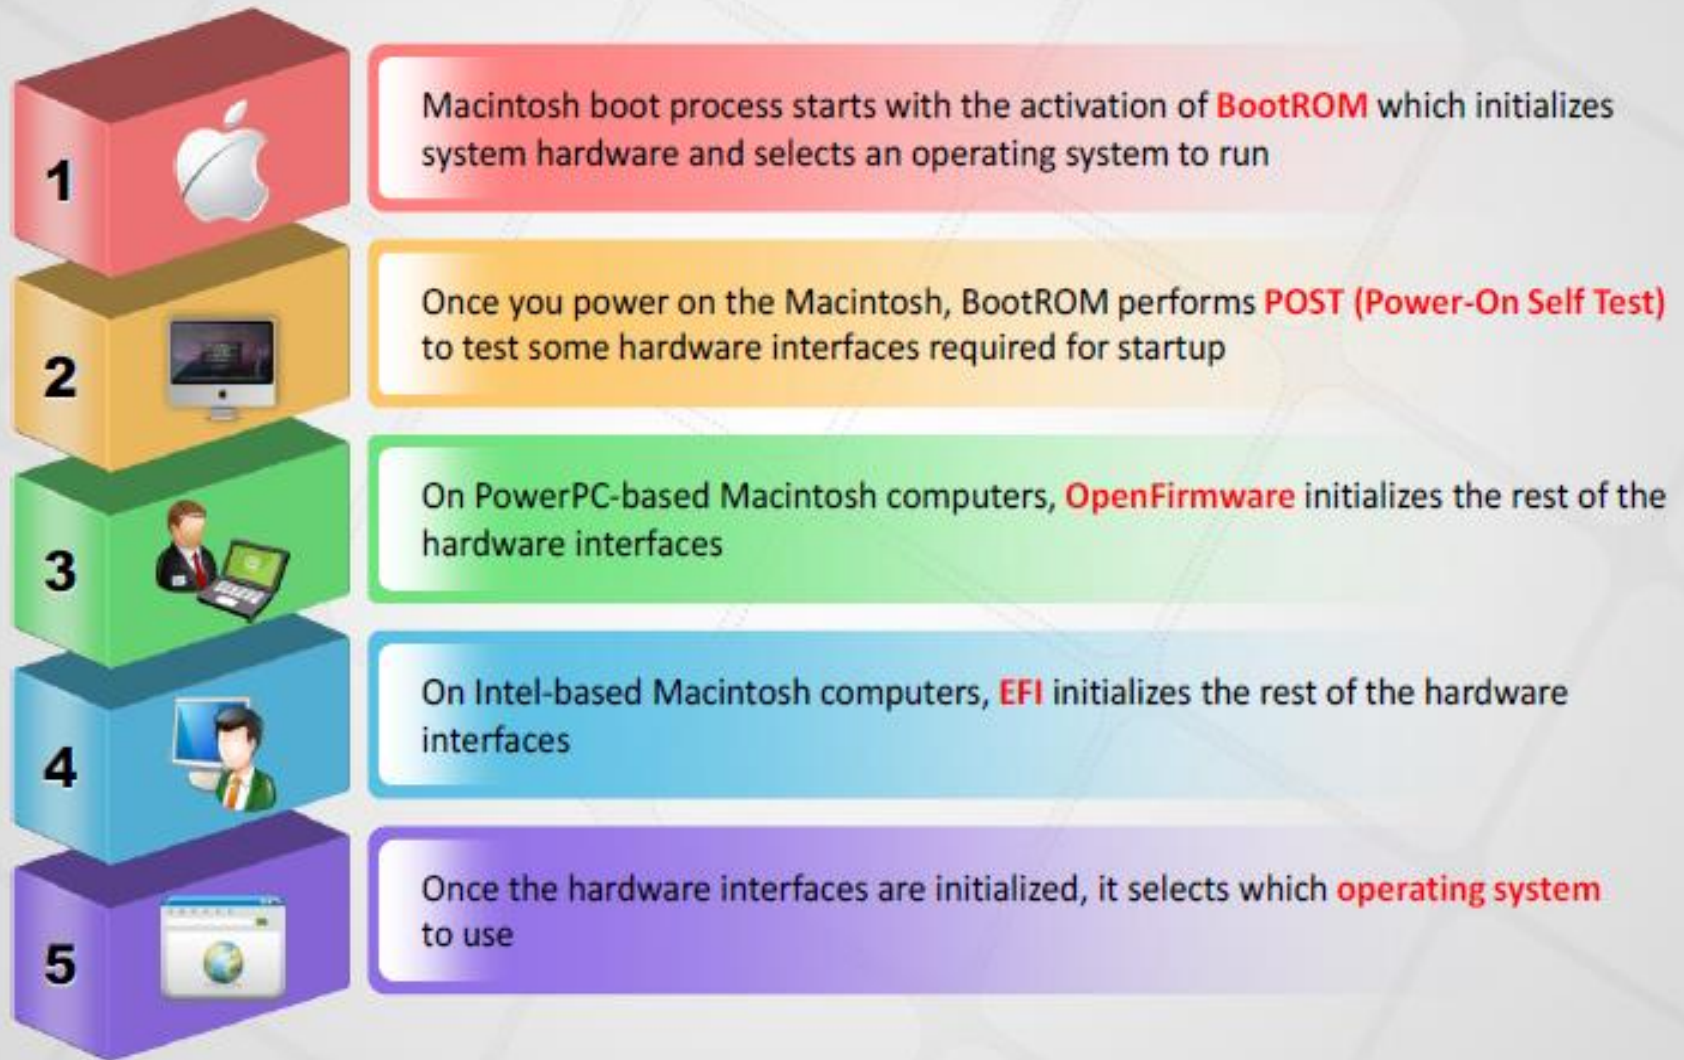 1
Macintosh boot process starts with the activation of BootROM which initializes
system hardware and selects an operating system to run
2
Once you power on the Macintosh, BootROM performs POST (Power-On Self Test)
to test some hardware interfaces required for startup
3
On PowerPC-based Macintosh computers, OpenFirmware initializes the rest of the
hardware interfaces
4
On Intel-based Macintosh computers, EFI initializes the rest of the hardware
interfaces
5
Once the hardware interfaces are initialized, it selects which operating system
to use